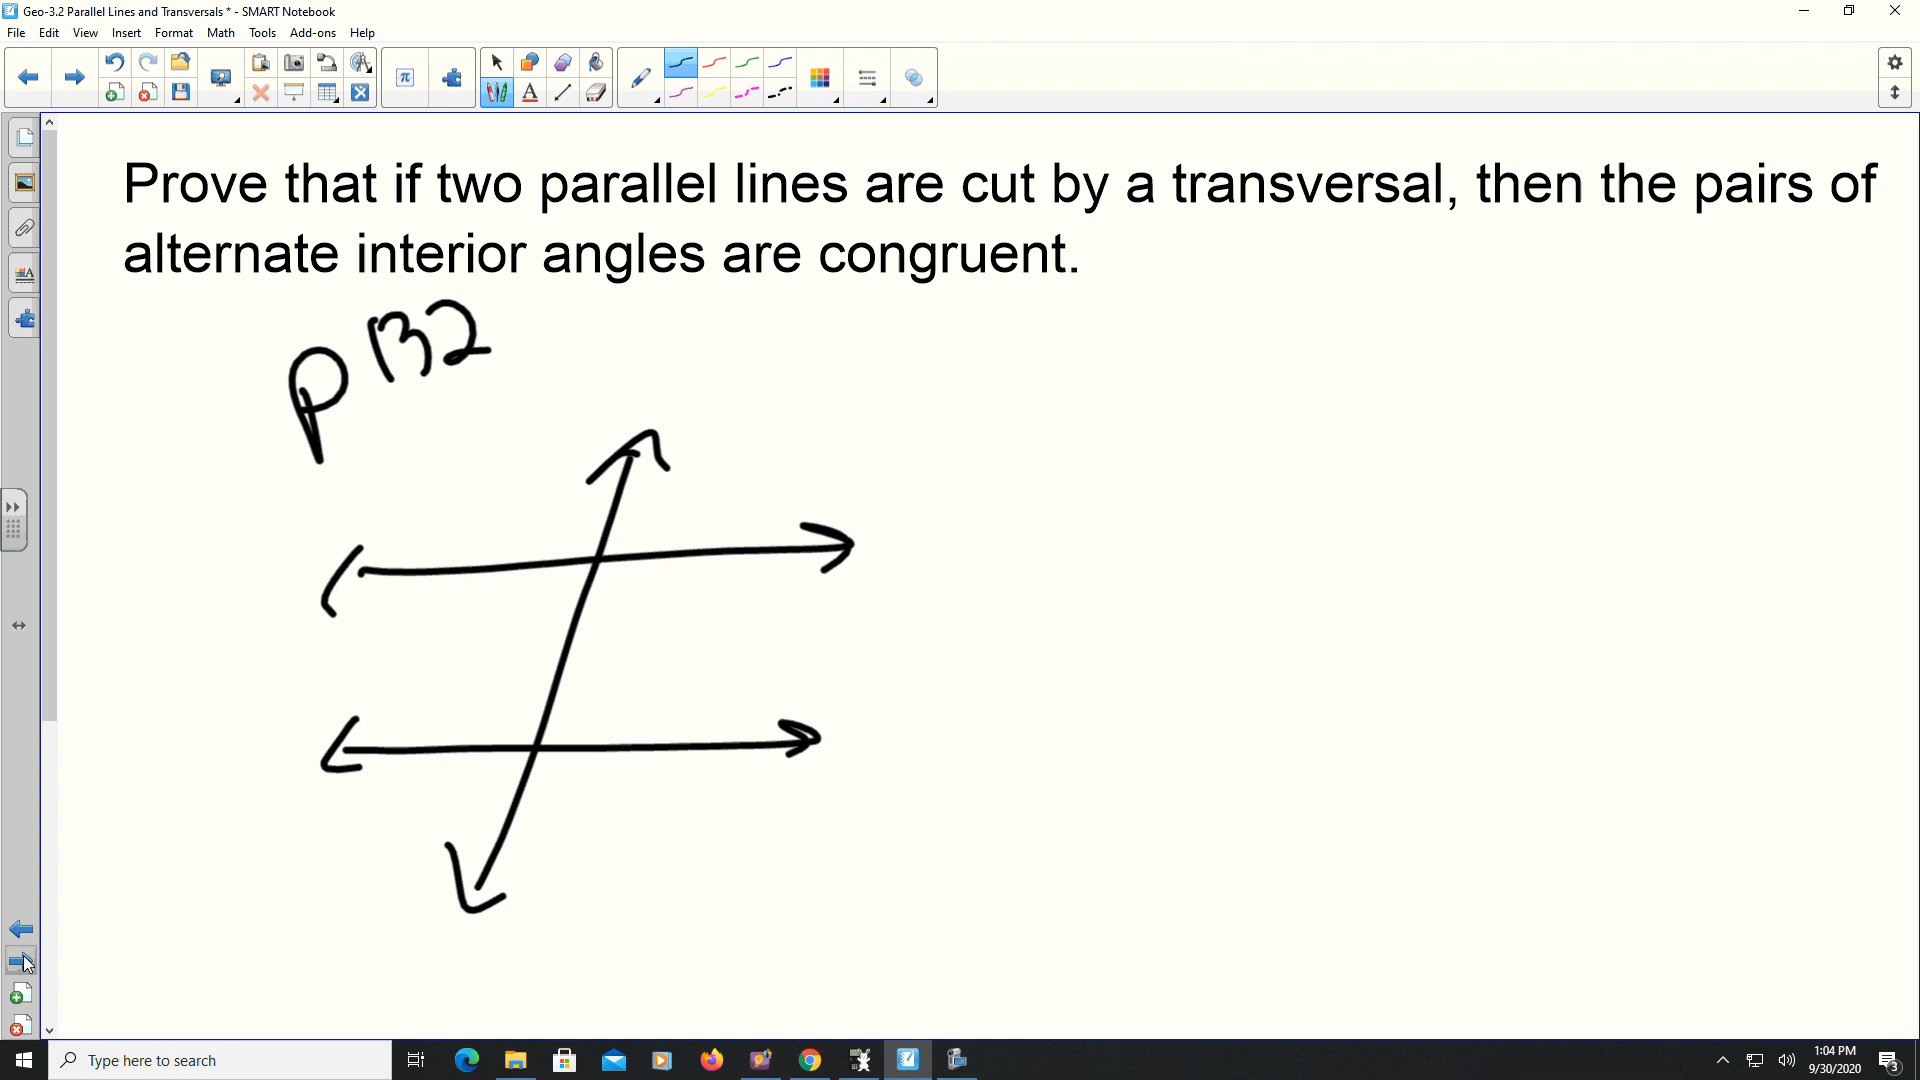 Geo-3.2 Parallel Lines and Transversals * - SMART Notebook
File Edit View Insert Format Math Tools Add-ons Help
Prove that if two parallel lines are cut by a transversal, then the pairs of
alternate interior angles are congruent.
p132
Type here to search
1:04 PM
9/30/2020
3